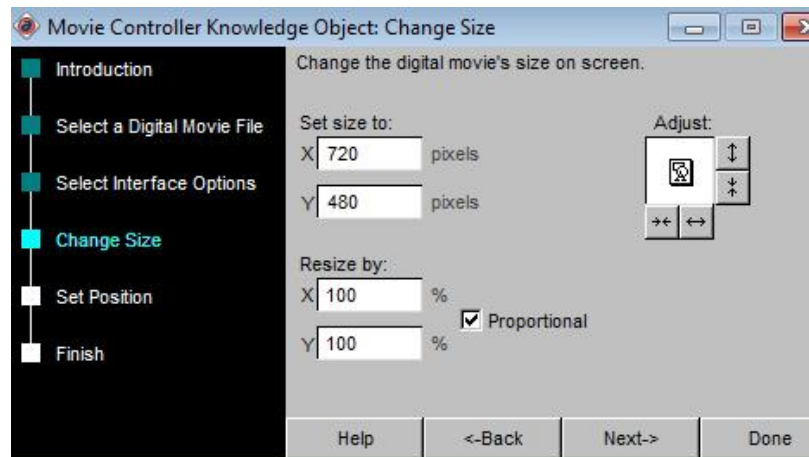 Movie Controller Knowledge Object: Change Size
Introduction
Select a Digital Movie File
Select Interface Options
Change Size
Set Position
Finish
Change the digital movie's size on screen.
Set size to:
X 720 pixels
Y 480 pixels
Adjust:
Resize by:
X 100 %
Proportional
Y 100 %
Help
<-Back
Next->
Done